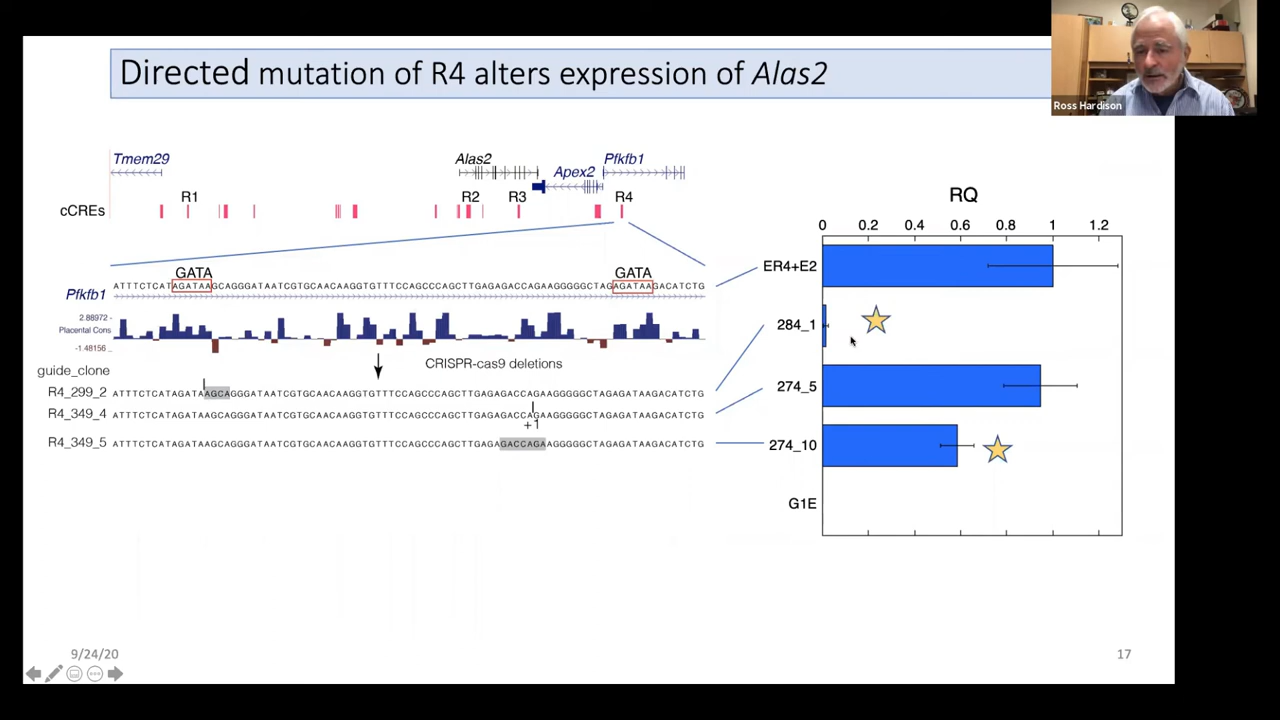 Directed mutation of R4 alters expression of Alas2
Ross Hardison
Tmem29
Alas2
Apex2
Pfkfb1
cCREs
R1
R2
R3
R4
GATA
GATA
ATTTCTCATAGATAAGCAGGGATAATCGTGCAACAAGGTGTTTCCAGCCCAGCTTGAGAGACCAGAAGGGGGCTAGAGATAAGACATCTG
Pfkfb1
2.88972
Placental Cons
-1.48156
CRISPR-cas9 deletions
guide_clone
R4_299_2
ATTTCTCATAGATAAGCAGGGATAATCGTGCAACAAGGTGTTTCCAGCCCAGCTTGAGAGACCAGAAGGGGGCTAGAGATAAGACATCTG
R4_349_4
ATTTCTCATAGATAAGCAGGGATAATCGTGCAACAAGGTGTTTCCAGCCCAGCTTGAGAGACCAGAAGGGGGCTAGAGATAAGACATCTG
+1
R4_349_5
ATTTCTCATAGATAAGCAGGGATAATCGTGCAACAAGGTGTTTCCAGCCCAGCTTGAGAGACCAGAAGGGGGCTAGAGATAAGACATCTG
RQ
0 0.2 0.4 0.6 0.8 1 1.2
ER4+E2
284_1
274_5
274_10
G1E
9/24/20
17